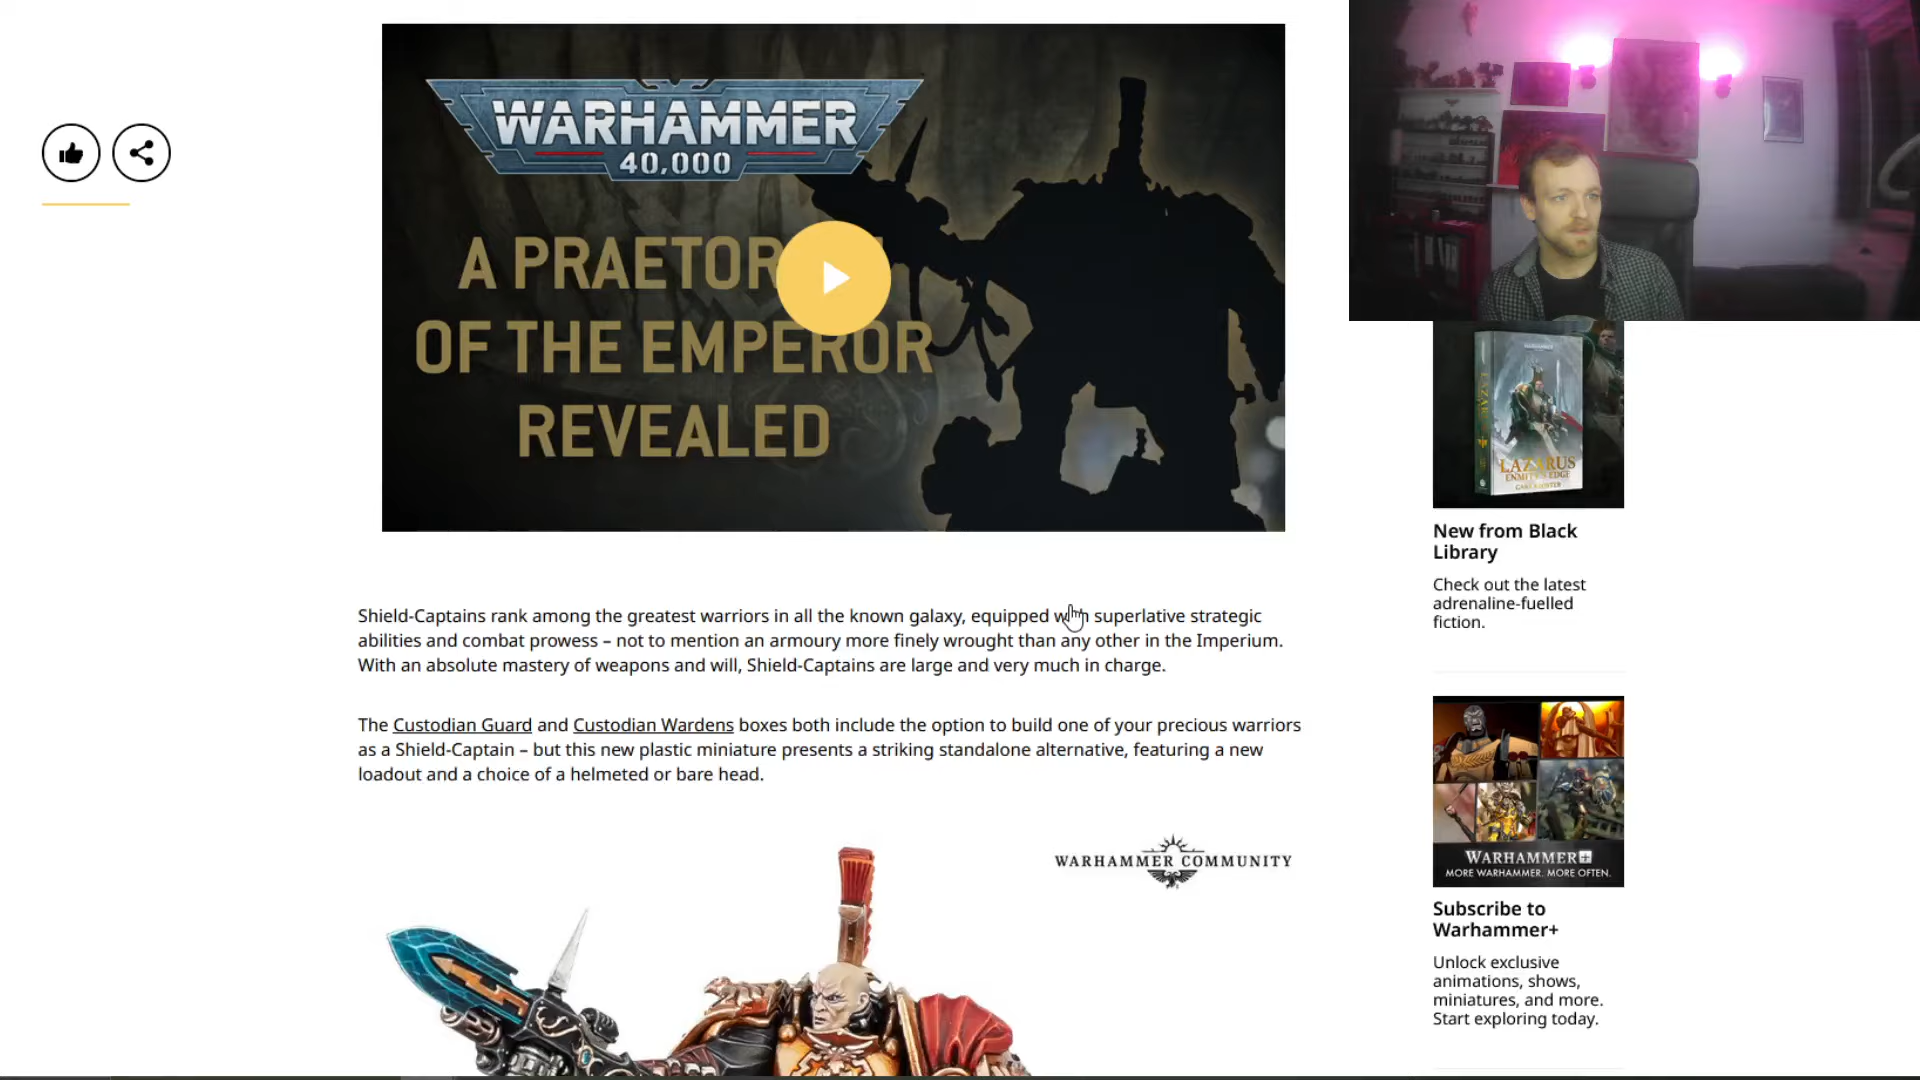 WARHAMMER
40,000
A PRAETOR
OF THE EMPEROR
REVEALED
Shield-Captains rank among the greatest warriors in all the known galaxy, equipped with superlative strategic
abilities and combat prowess – not to mention an armoury more finely wrought than any other in the Imperium.
With an absolute mastery of weapons and will, Shield-Captains are large and very much in charge.
The Custodian Guard and Custodian Wardens boxes both include the option to build one of your precious warriors
as a Shield-Captain – but this new plastic miniature presents a striking standalone alternative, featuring a new
loadout and a choice of a helmeted or bare head.
WARHAMMER COMMUNITY
LAZARUS
ENMITY'S EDGE
New from Black
Library
Check out the latest
adrenaline-fuelled
fiction.
WARHAMMER+
MORE WARHAMMER. MORE OFTEN.
Subscribe to
Warhammer+
Unlock exclusive
animations, shows,
miniatures, and more.
Start exploring today.